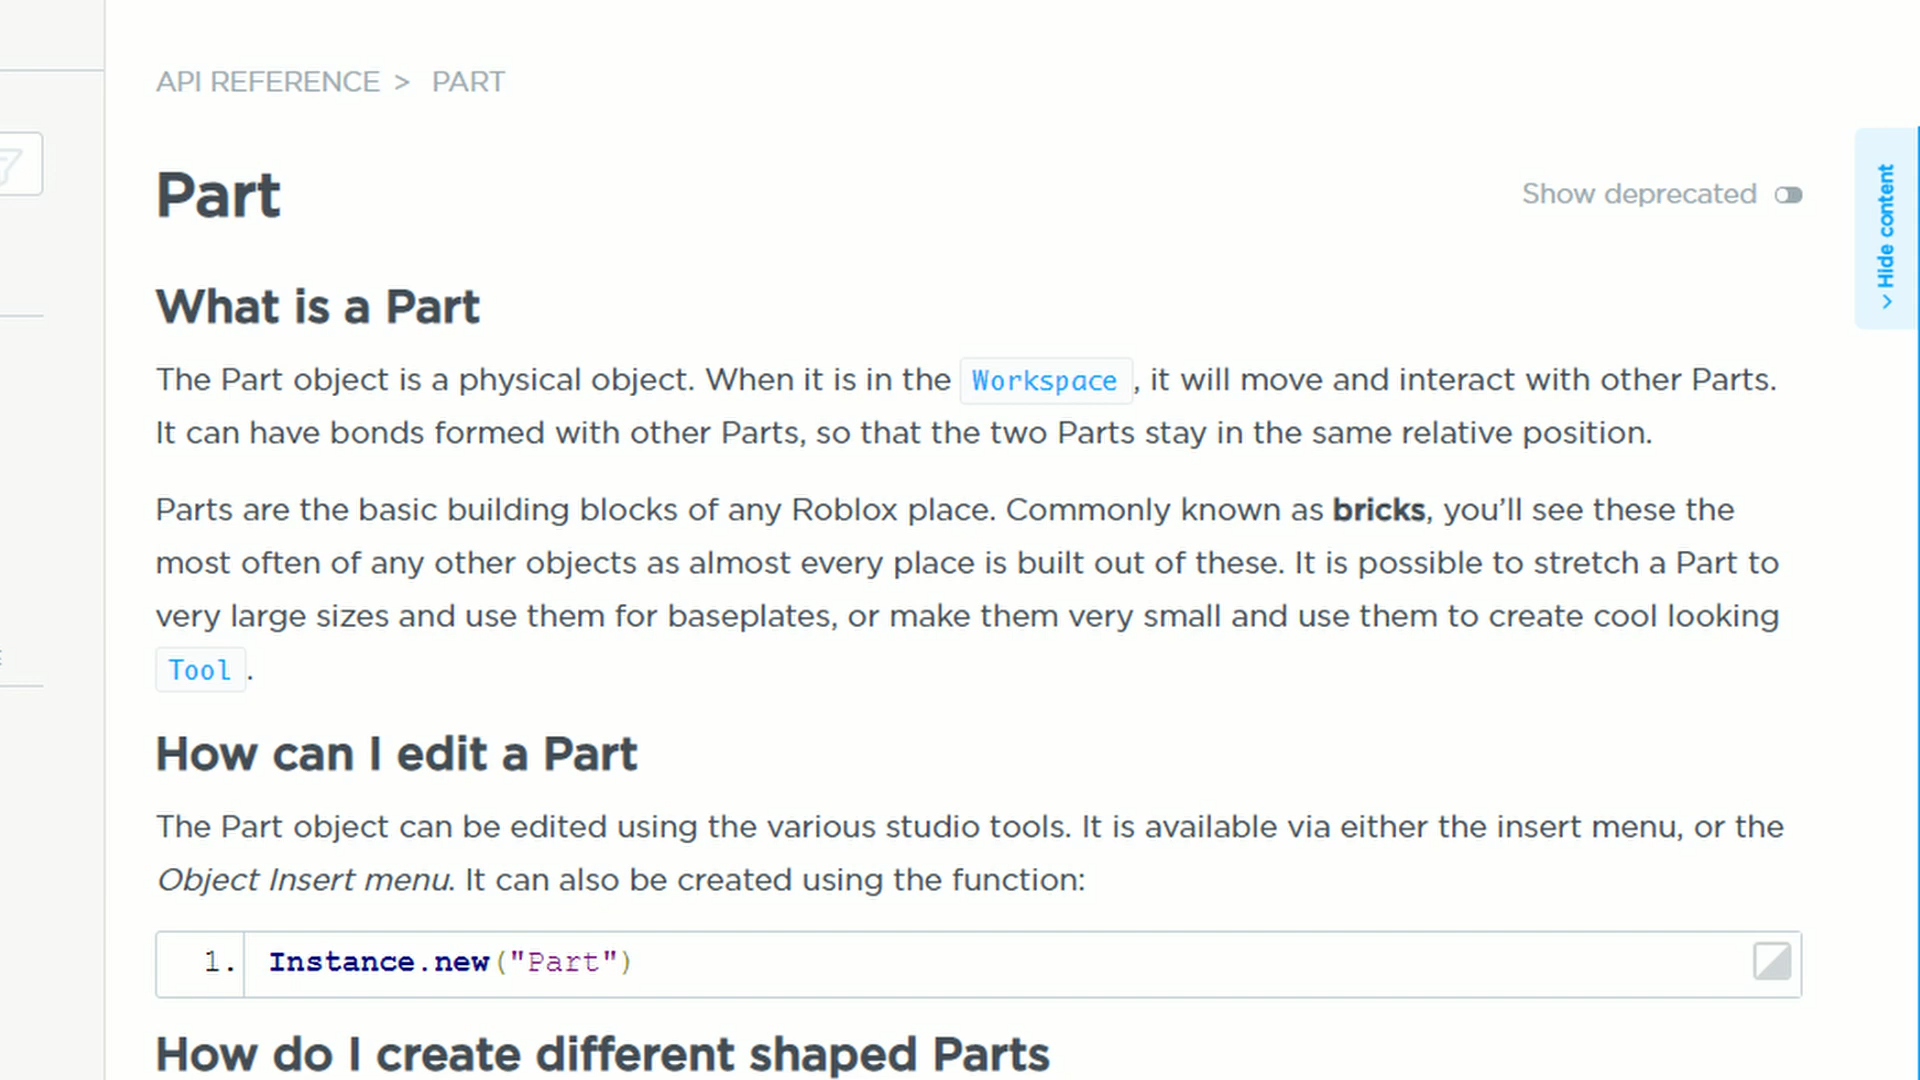 API REFERENCE > PART
Part
Show deprecated
Hide content
What is a Part
The Part object is a physical object. When it is in the Workspace, it will move and interact with other Parts.
It can have bonds formed with other Parts, so that the two Parts stay in the same relative position.
Parts are the basic building blocks of any Roblox place. Commonly known as bricks, you’ll see these the
most often of any other objects as almost every place is built out of these. It is possible to stretch a Part to
very large sizes and use them for baseplates, or make them very small and use them to create cool looking
Tool.
How can I edit a Part
The Part object can be edited using the various studio tools. It is available via either the insert menu, or the
Object Insert menu. It can also be created using the function:
1. Instance.new("Part")
How do I create different shaped Parts